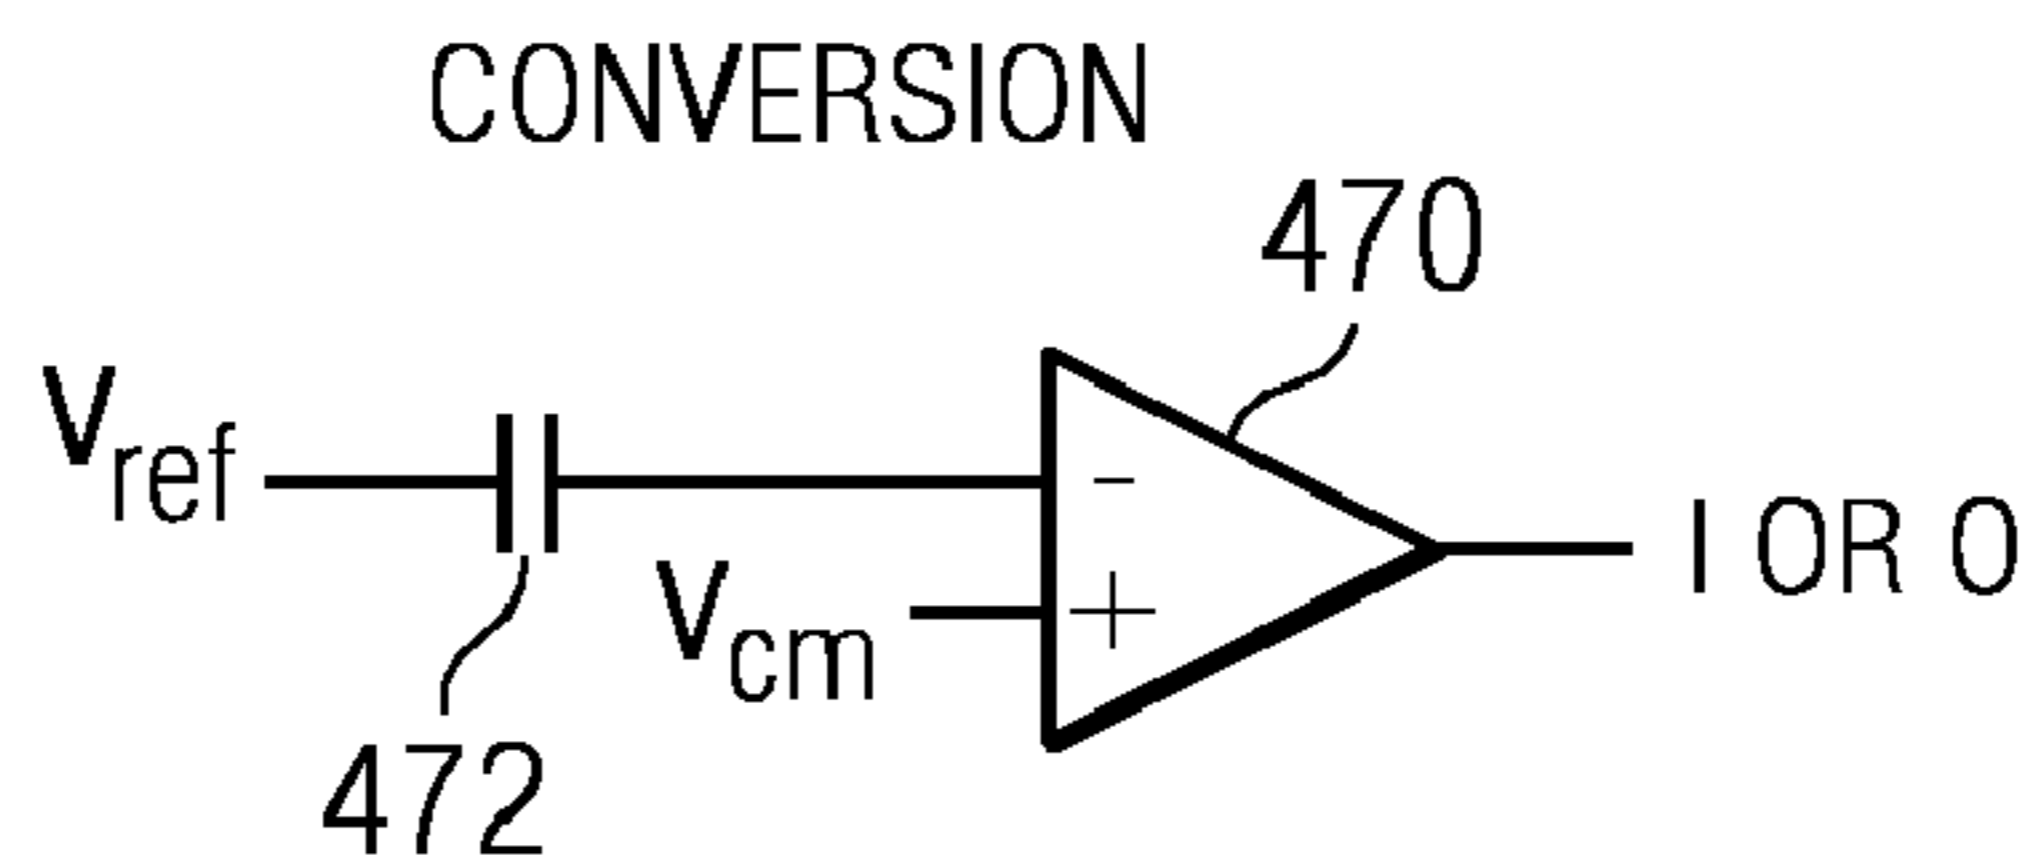 CONVERSION
470
Vref
-
I OR O
+
Vcm
472